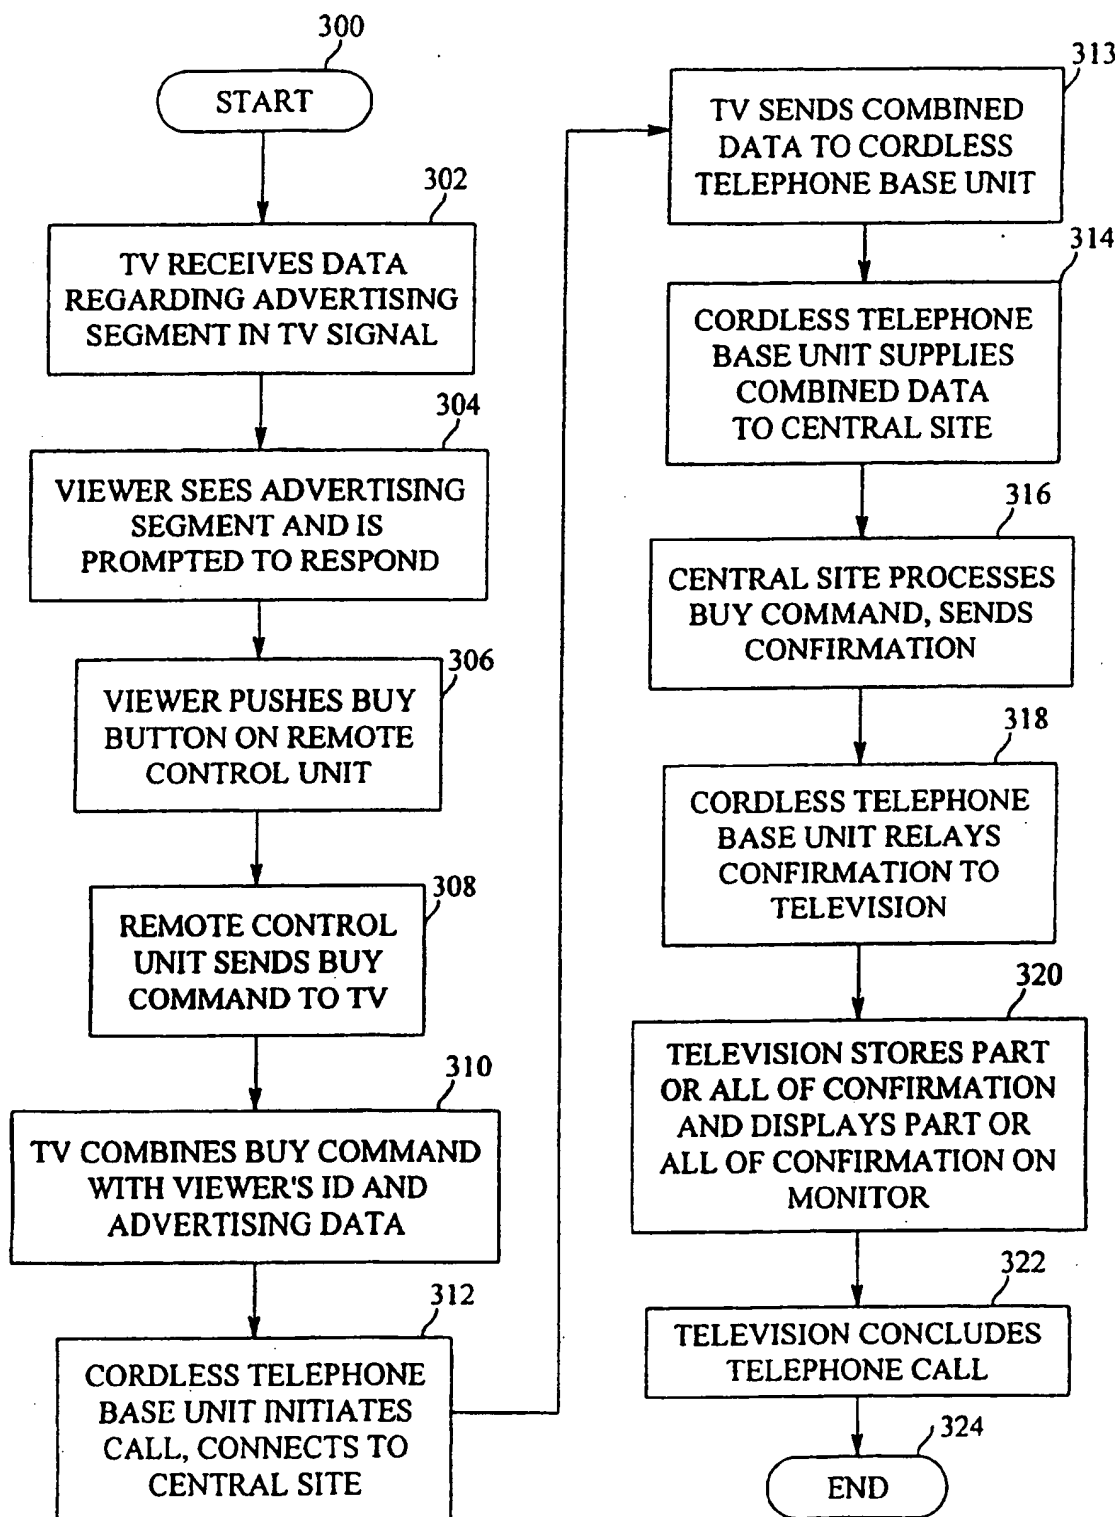 300
START
302
TV RECEIVES DATA
REGARDING ADVERTISING
SEGMENT IN TV SIGNAL
304
VIEWER SEES ADVERTISING
SEGMENT AND IS
PROMPTED TO RESPOND
306
VIEWER PUSHES BUY
BUTTON ON REMOTE
CONTROL UNIT
308
REMOTE CONTROL
UNIT SENDS BUY
COMMAND TO TV
310
TV COMBINES BUY COMMAND
WITH VIEWER'S ID AND
ADVERTISING DATA
312
CORDLESS TELEPHONE
BASE UNIT INITIATES
CALL, CONNECTS TO
CENTRAL SITE
313
TV SENDS COMBINED
DATA TO CORDLESS
TELEPHONE BASE UNIT
314
CORDLESS TELEPHONE
BASE UNIT SUPPLIES
COMBINED DATA
TO CENTRAL SITE
316
CENTRAL SITE PROCESSES
BUY COMMAND, SENDS
CONFIRMATION
318
CORDLESS TELEPHONE
BASE UNIT RELAYS
CONFIRMATION TO
TELEVISION
320
TELEVISION STORES PART
OR ALL OF CONFIRMATION
AND DISPLAYS PART OR
ALL OF CONFIRMATION ON
MONITOR
322
TELEVISION CONCLUDES
TELEPHONE CALL
324
END